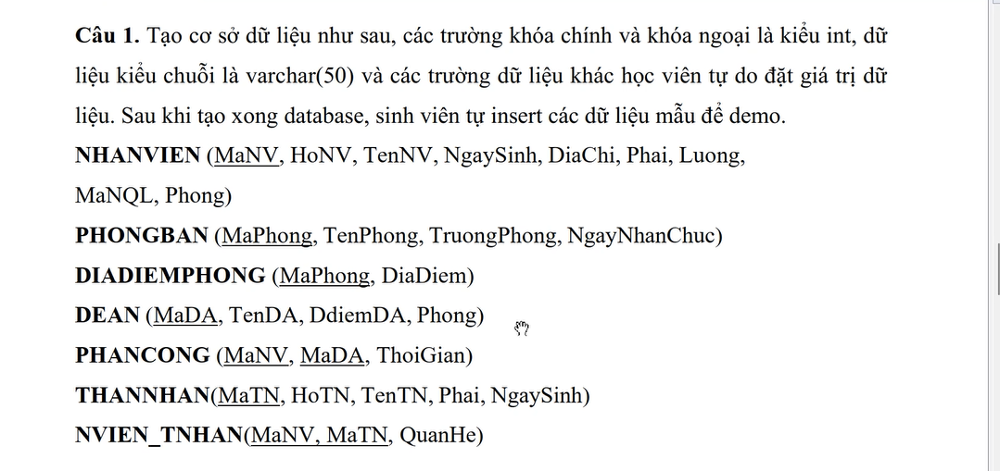 Câu 1. Tạo cơ sở dữ liệu như sau, các trường khóa chính và khóa ngoại là kiểu int, dữ
liệu kiểu chuỗi là varchar(50) và các trường dữ liệu khác học viên tự do đặt giá trị dữ
liệu. Sau khi tạo xong database, sinh viên tự insert các dữ liệu mẫu để demo.
NHANVIEN (MaNV, HoNV, TenNV, NgaySinh, DiaChi, Phai, Luong,
MaNQL, Phong)
PHONGBAN (MaPhong, TenPhong, TruongPhong, NgayNhanChuc)
DIADIEMPHONG (MaPhong, DiaDiem)
DEAN (MaDA, TenDA, DdiemDA, Phong)
PHANCONG (MaNV, MaDA, ThoiGian)
THANNHAN(MaTN, HoTN, TenTN, Phai, NgaySinh)
NVIEN_TNHAN(MaNV, MaTN, QuanHe)